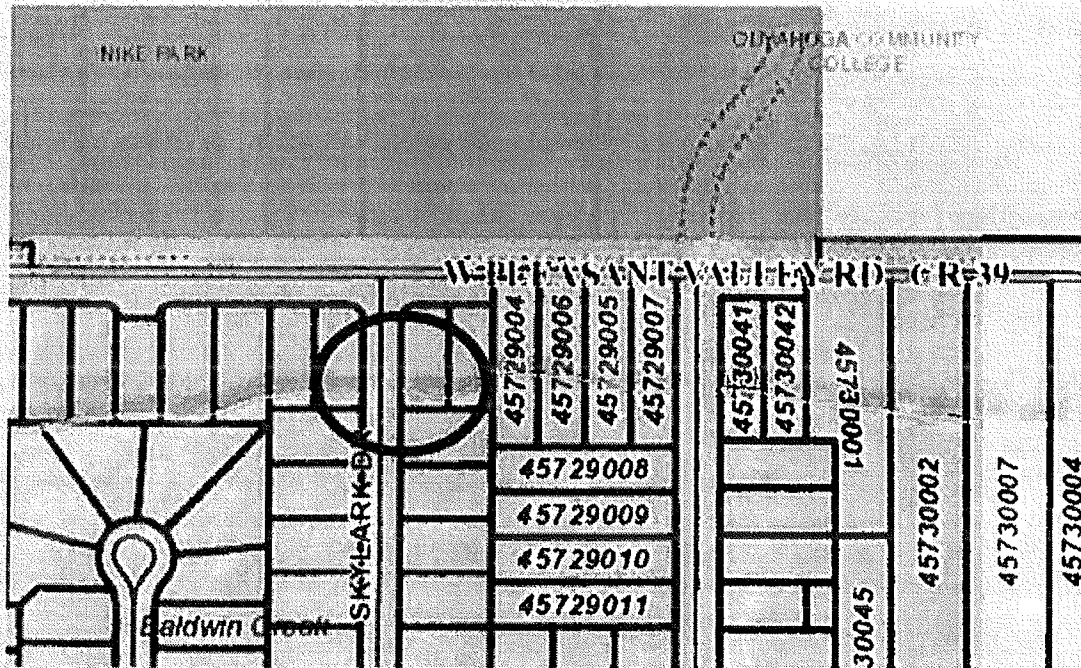 NIKE PARK
CUYAHOGA COMMUNITY
COLLEGE
W PLEASANT VALLEY RD CR-39
45729004
45729006
45729005
45729007
45730041
45730042
45730001
45729008
45729009
45729010
45729011
45730002
45730007
45730004
30045
SKYLARK DR
Baldwin Creek